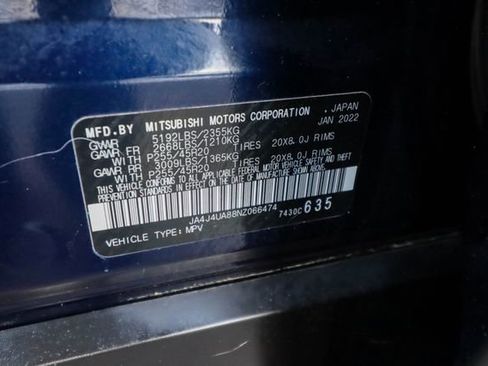 MFD.BY MITSUBISHI MOTORS CORPORATION , JAPAN
GVWR 5192LBS/2355KG JAN 2022
GAWR FR 2668LBS/1210KG
WITH P255/45R20 TIRES 20X8.0J RIMS
GAWR RR 3009LBS/1365KG
WITH P255/45R20 TIRES 20X8.0J RIMS
THIS VEHICLE CONFORMS TO ALL APPLICABLE FEDERAL MOTOR VEHICLE SAFETY AND THEFT
PREVENTION STANDARDS IN EFFECT ON THE DATE OF MANUFACTURE SHOWN ABOVE.
JA4J4UA88NZ066474 7430C 635
VEHICLE TYPE: MPV